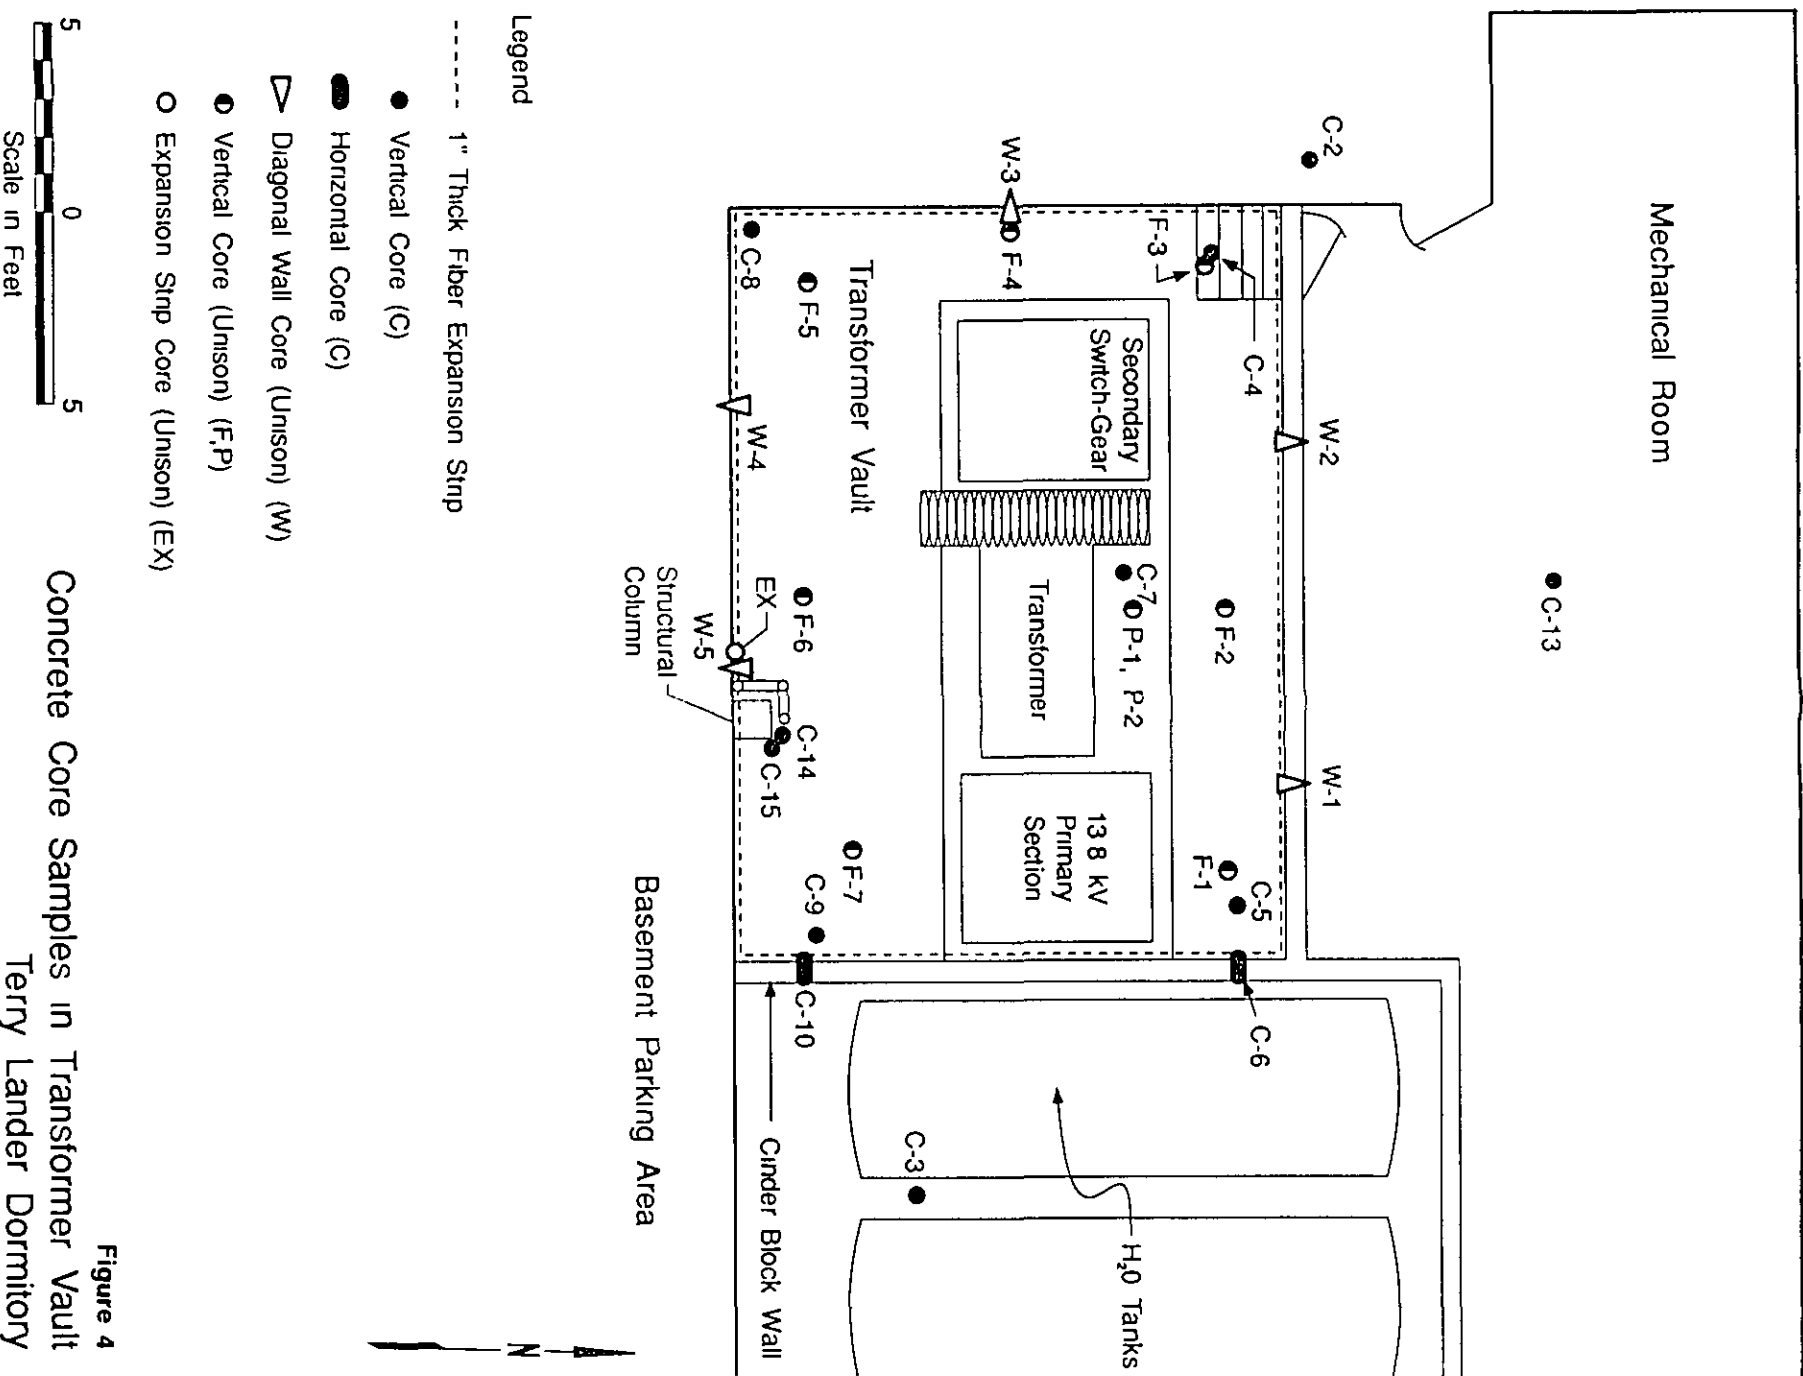 Mechanical Room
C-13
C-2
W-2
W-1
C-4
F-3
F-2
F-1
C-5
C-6
C-7
P-1, P-2
Secondary
Switch-Gear
Transformer
13 8 kV
Primary
Section
W-3
F-4
Transformer Vault
F-5
F-6
F-7
C-8
W-4
EX
W-5
C-14
C-15
C-9
C-10
C-3
H₂0 Tanks
Cinder Block Wall
Structural
Column
Basement Parking Area
N
Legend
1" Thick Fiber Expansion Strip
Vertical Core (C)
Horizontal Core (C)
Diagonal Wall Core (Unison) (W)
Vertical Core (Unison) (F,P)
Expansion Strip Core (Unison) (EX)
5 0 5
Scale in Feet
Figure 4
Concrete Core Samples in Transformer Vault
Terry Lander Dormitory